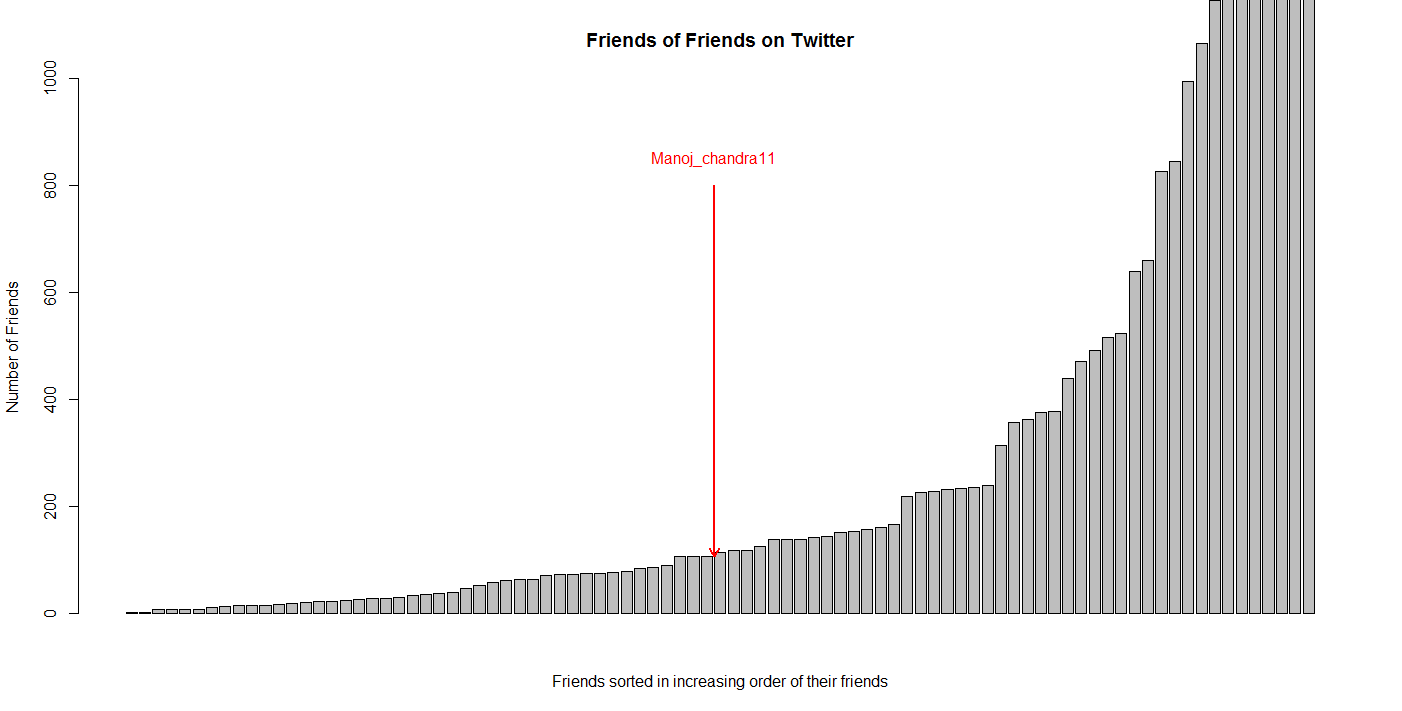 Friends of Friends on Twitter
1000
800
600
400
200
0
Number of Friends
Manoj_chandra11
Friends sorted in increasing order of their friends